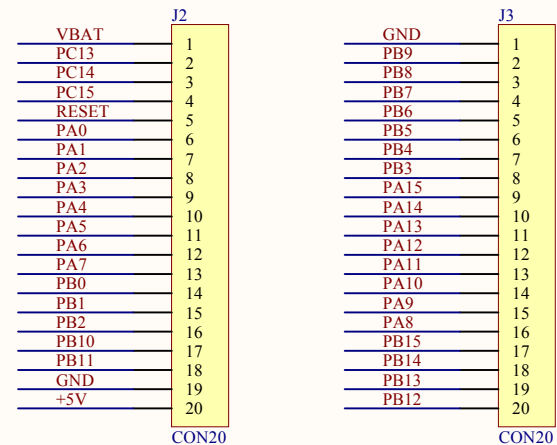 J2
VBAT 1
PC13 2
PC14 3
PC15 4
RESET 5
PA0 6
PA1 7
PA2 8
PA3 9
PA4 10
PA5 11
PA6 12
PA7 13
PB0 14
PB1 15
PB2 16
PB10 17
PB11 18
GND 19
+5V 20
CON20
J3
GND 1
PB9 2
PB8 3
PB7 4
PB6 5
PB5 6
PB4 7
PB3 8
PA15 9
PA14 10
PA13 11
PA12 12
PA11 13
PA10 14
PA9 15
PA8 16
PB15 17
PB14 18
PB13 19
PB12 20
CON20